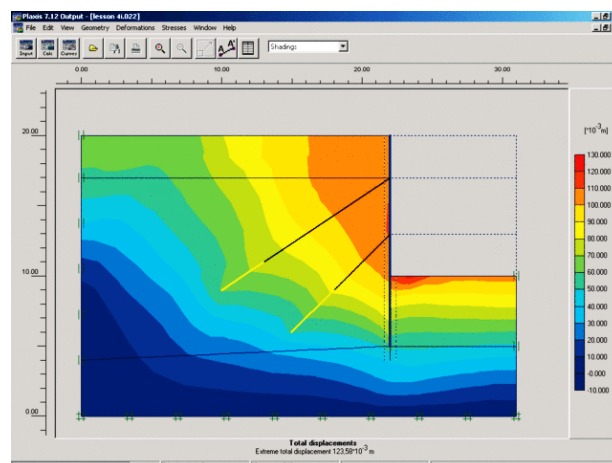 Plaxis 7.12 Output - [lesson 4i.022]
File Edit View Geometry Deformations Stresses Window Help
Input Calc Curves Shadings
0.00 10.00 20.00 30.00
[*10-3m]
20.00
10.00
0.00
130.000
120.000
110.000
100.000
90.000
80.000
70.000
60.000
50.000
40.000
30.000
20.000
10.000
-0.000
-10.000
Total displacements
Extreme total displacement 123.58*10-3 m